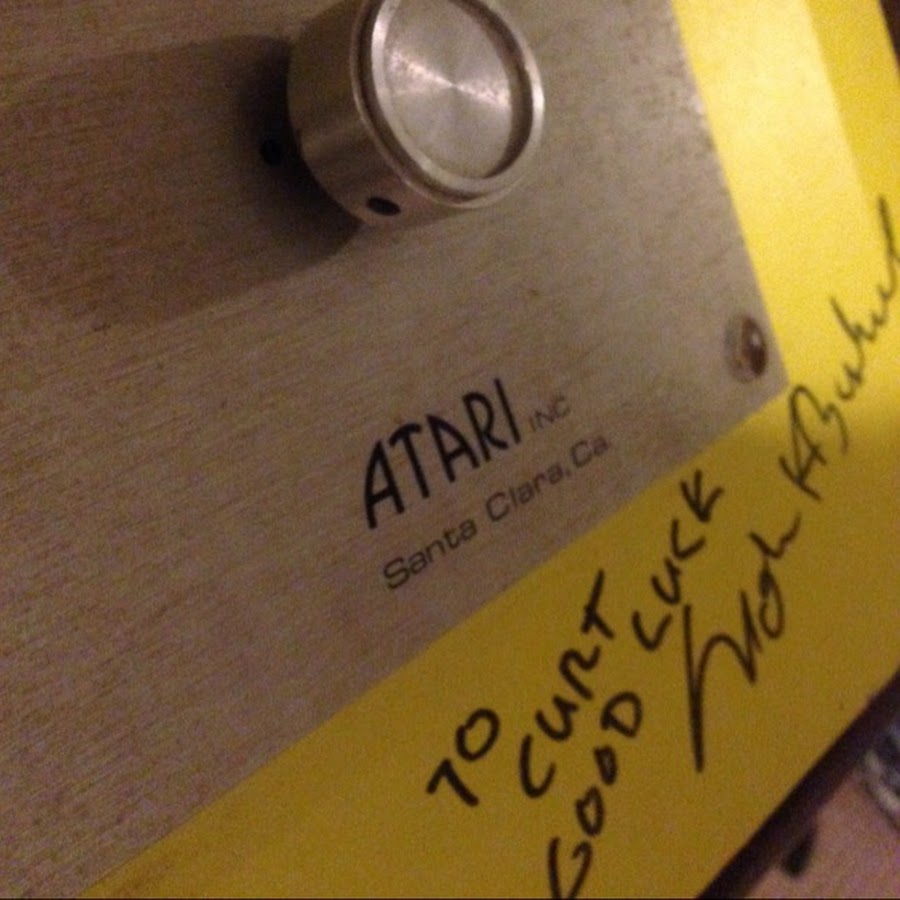 ATARI INC
Santa Clara, Ca.
TO
CURT
GOOD LUCK